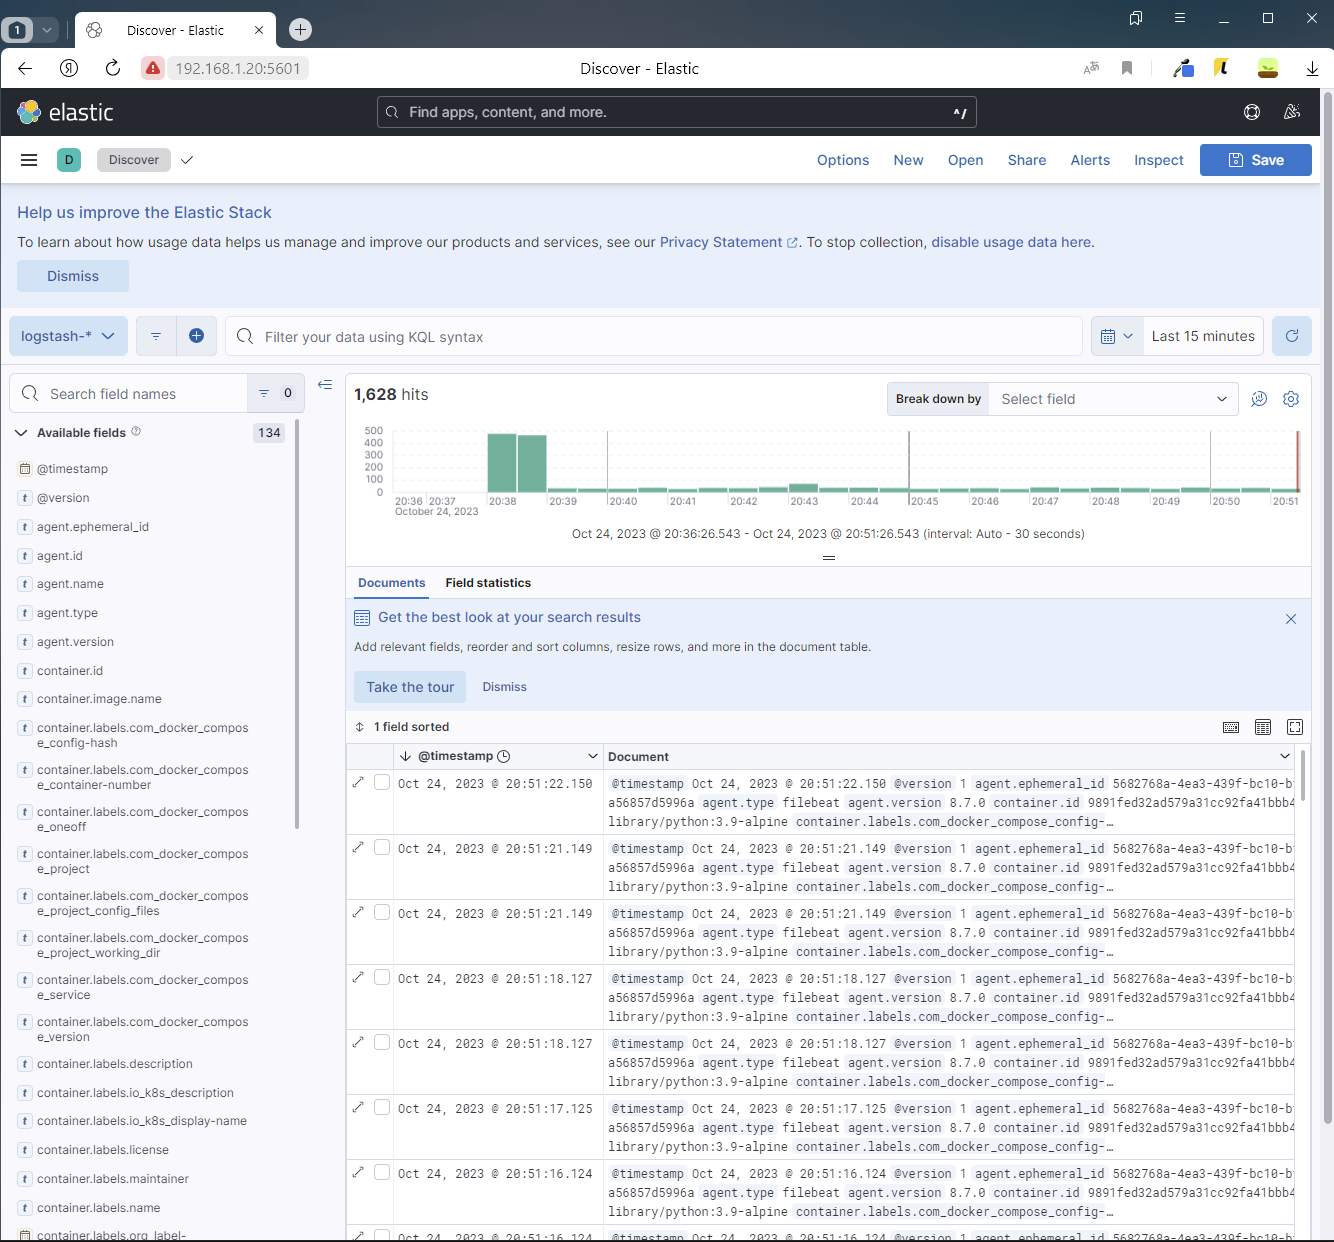 1
Discover - Elastic
192.168.1.20:5601
Discover - Elastic
elastic
Find apps, content, and more.
^/
D
Discover
Options
New
Open
Share
Alerts
Inspect
Save
Help us improve the Elastic Stack
To learn about how usage data helps us manage and improve our products and services, see our Privacy Statement. To stop collection, disable usage data here.
Dismiss
logstash-*
Filter your data using KQL syntax
Last 15 minutes
Search field names
0
Available fields
134
@timestamp
@version
agent.ephemeral_id
agent.id
agent.name
agent.type
agent.version
container.id
container.image.name
container.labels.com_docker_compos
e_config-hash
container.labels.com_docker_compos
e_container-number
container.labels.com_docker_compos
e_oneoff
container.labels.com_docker_compos
e_project
container.labels.com_docker_compos
e_project_config_files
container.labels.com_docker_compos
e_project_working_dir
container.labels.com_docker_compos
e_service
container.labels.com_docker_compos
e_version
container.labels.description
container.labels.io_k8s_description
container.labels.io_k8s_display-name
container.labels.license
container.labels.maintainer
container.labels.name
container.labels.org_label-
1,628 hits
Break down by
Select field
500
400
300
200
100
0
20:36 20:37 20:38 20:39 20:40 20:41 20:42 20:43 20:44 20:45 20:46 20:47 20:48 20:49 20:50 20:51
October 24, 2023
Oct 24, 2023 @ 20:36:26.543 - Oct 24, 2023 @ 20:51:26.543 (interval: Auto - 30 seconds)
Documents
Field statistics
Get the best look at your search results
Add relevant fields, reorder and sort columns, resize rows, and more in the document table.
Take the tour
Dismiss
1 field sorted
@timestamp
Document
Oct 24, 2023 @ 20:51:22.150
@timestamp Oct 24, 2023 @ 20:51:22.150 @version 1 agent.ephemeral_id 5682768a-4ea3-439f-bc10-b
a56857d5996a agent.type filebeat agent.version 8.7.0 container.id 9891fed32ad579a31cc92fa41bbb4
library/python:3.9-alpine container.labels.com_docker_compose_config-…
Oct 24, 2023 @ 20:51:21.149
@timestamp Oct 24, 2023 @ 20:51:21.149 @version 1 agent.ephemeral_id 5682768a-4ea3-439f-bc10-b
a56857d5996a agent.type filebeat agent.version 8.7.0 container.id 9891fed32ad579a31cc92fa41bbb4
library/python:3.9-alpine container.labels.com_docker_compose_config-…
Oct 24, 2023 @ 20:51:21.149
@timestamp Oct 24, 2023 @ 20:51:21.149 @version 1 agent.ephemeral_id 5682768a-4ea3-439f-bc10-b
a56857d5996a agent.type filebeat agent.version 8.7.0 container.id 9891fed32ad579a31cc92fa41bbb4
library/python:3.9-alpine container.labels.com_docker_compose_config-…
Oct 24, 2023 @ 20:51:18.127
@timestamp Oct 24, 2023 @ 20:51:18.127 @version 1 agent.ephemeral_id 5682768a-4ea3-439f-bc10-b
a56857d5996a agent.type filebeat agent.version 8.7.0 container.id 9891fed32ad579a31cc92fa41bbb4
library/python:3.9-alpine container.labels.com_docker_compose_config-…
Oct 24, 2023 @ 20:51:18.127
@timestamp Oct 24, 2023 @ 20:51:18.127 @version 1 agent.ephemeral_id 5682768a-4ea3-439f-bc10-b
a56857d5996a agent.type filebeat agent.version 8.7.0 container.id 9891fed32ad579a31cc92fa41bbb4
library/python:3.9-alpine container.labels.com_docker_compose_config-…
Oct 24, 2023 @ 20:51:17.125
@timestamp Oct 24, 2023 @ 20:51:17.125 @version 1 agent.ephemeral_id 5682768a-4ea3-439f-bc10-b
a56857d5996a agent.type filebeat agent.version 8.7.0 container.id 9891fed32ad579a31cc92fa41bbb4
library/python:3.9-alpine container.labels.com_docker_compose_config-…
Oct 24, 2023 @ 20:51:16.124
@timestamp Oct 24, 2023 @ 20:51:16.124 @version 1 agent.ephemeral_id 5682768a-4ea3-439f-bc10-b
a56857d5996a agent.type filebeat agent.version 8.7.0 container.id 9891fed32ad579a31cc92fa41bbb4
library/python:3.9-alpine container.labels.com_docker_compose_config-…
Oct 24, 2023 @ 20:51:16.124
@timestamp Oct 24, 2023 @ 20:51:16.124 @version 1 agent.ephemeral_id 5682768a-4ea3-439f-bc10-b